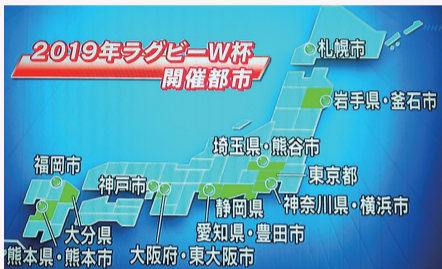 2019年ラグビーW杯
開催都市
札幌市
岩手県・釜石市
埼玉県・熊谷市
東京都
神奈川県・横浜市
静岡県
愛知県・豊田市
大阪府・東大阪市
神戸市
福岡市
大分県
熊本県・熊本市